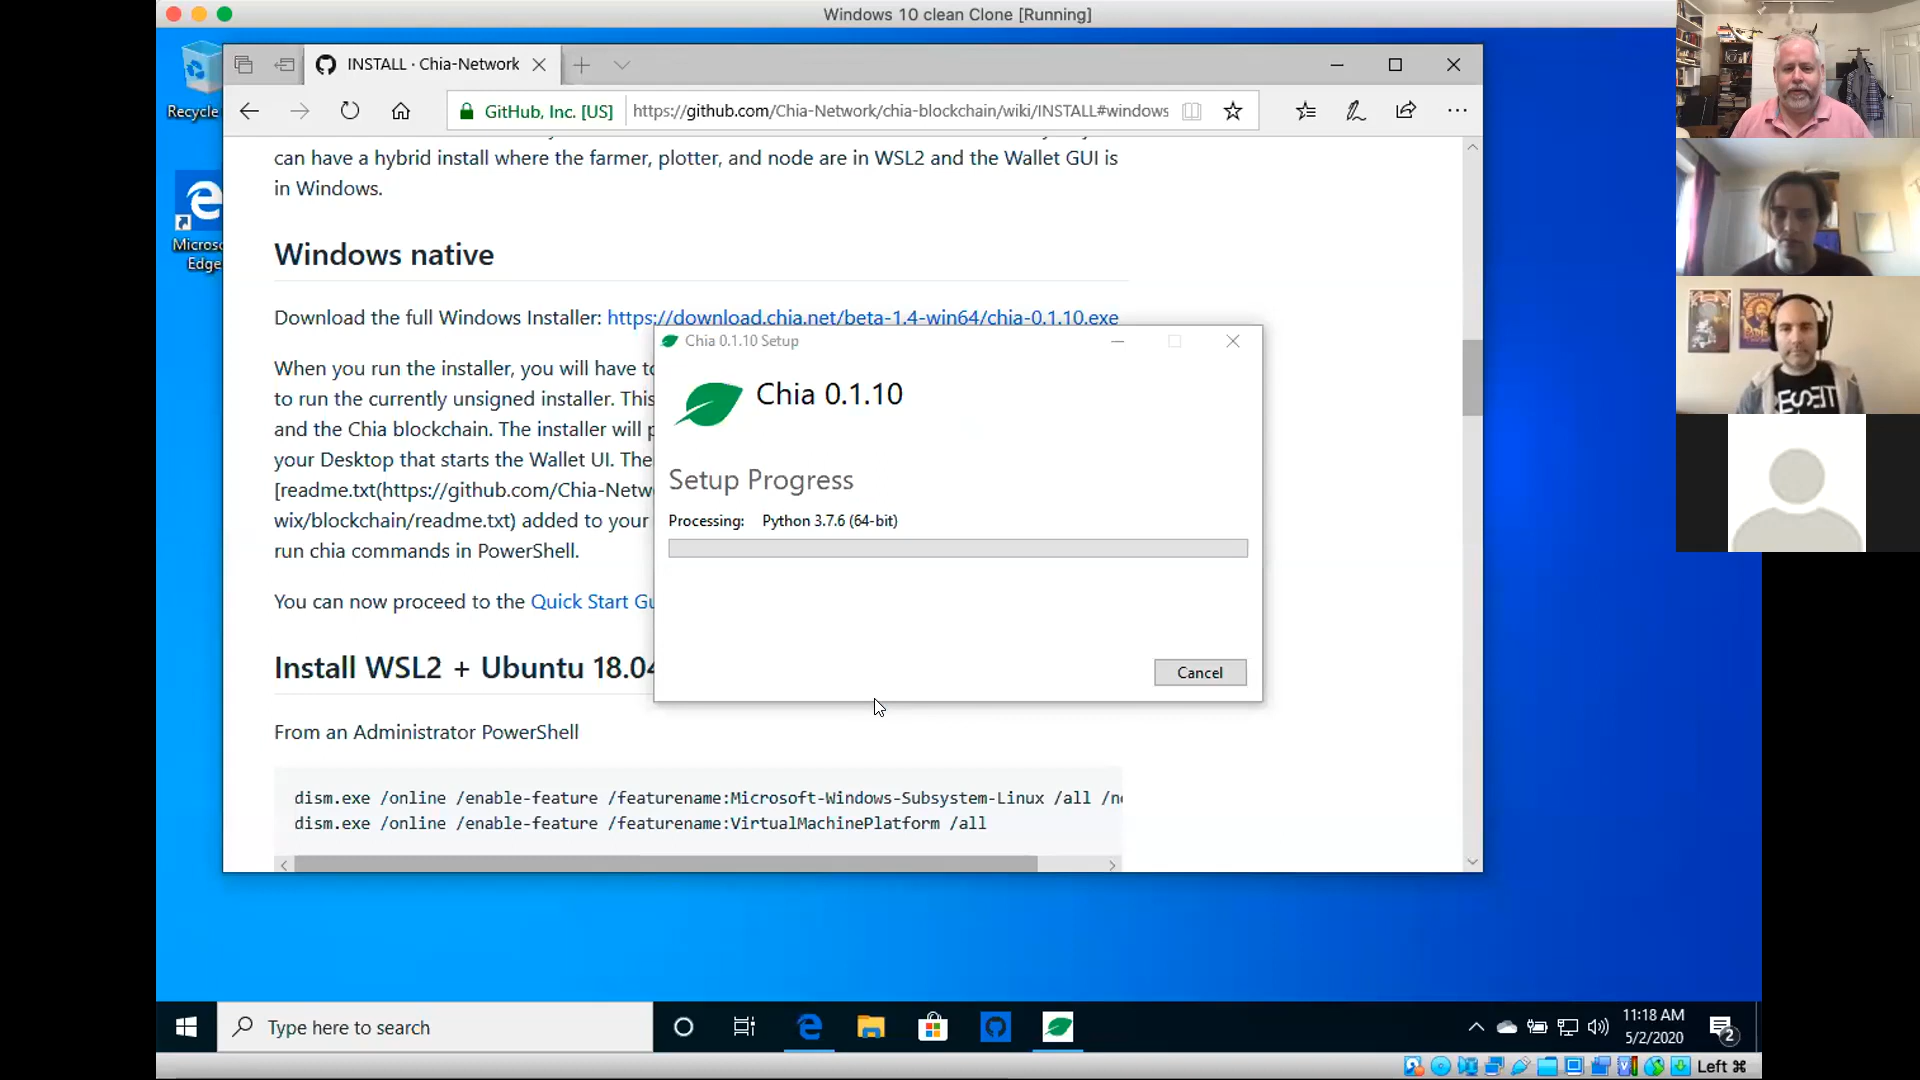 Windows 10 clean Clone [Running]
INSTALL · Chia-Network
GitHub, Inc. [US]
https://github.com/Chia-Network/chia-blockchain/wiki/INSTALL#windows
Recycle
Micros
Edge
can have a hybrid install where the farmer, plotter, and node are in WSL2 and the Wallet GUI is
in Windows.
Windows native
Download the full Windows Installer: https://download.chia.net/beta-1.4-win64/chia-0.1.10.exe
When you run the installer, you will have to
to run the currently unsigned installer. This
and the Chia blockchain. The installer will p
your Desktop that starts the Wallet UI. The
[readme.txt(https://github.com/Chia-Netw
wix/blockchain/readme.txt) added to your
run chia commands in PowerShell.
You can now proceed to the Quick Start Gu
Install WSL2 + Ubuntu 18.04
From an Administrator PowerShell
dism.exe /online /enable-feature /featurename:Microsoft-Windows-Subsystem-Linux /all /no
dism.exe /online /enable-feature /featurename:VirtualMachinePlatform /all
Chia 0.1.10 Setup
Chia 0.1.10
Setup Progress
Processing: Python 3.7.6 (64-bit)
Cancel
Type here to search
11:18 AM
5/2/2020
2
Left ⌘